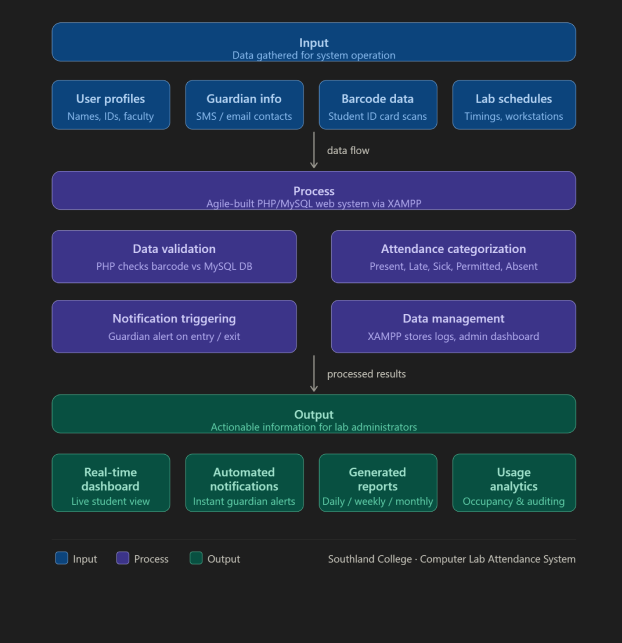 Input
Data gathered for system operation
User profiles
Names, IDs, faculty
Guardian info
SMS / email contacts
Barcode data
Student ID card scans
Lab schedules
Timings, workstations
data flow
Process
Agile-built PHP/MySQL web system via XAMPP
Data validation
PHP checks barcode vs MySQL DB
Attendance categorization
Present, Late, Sick, Permitted, Absent
Notification triggering
Guardian alert on entry / exit
Data management
XAMPP stores logs, admin dashboard
processed results
Output
Actionable information for lab administrators
Real-time
dashboard
Live student view
Automated
notifications
Instant guardian alerts
Generated
reports
Daily / weekly / monthly
Usage
analytics
Occupancy & auditing
Input
Process
Output
Southland College · Computer Lab Attendance System